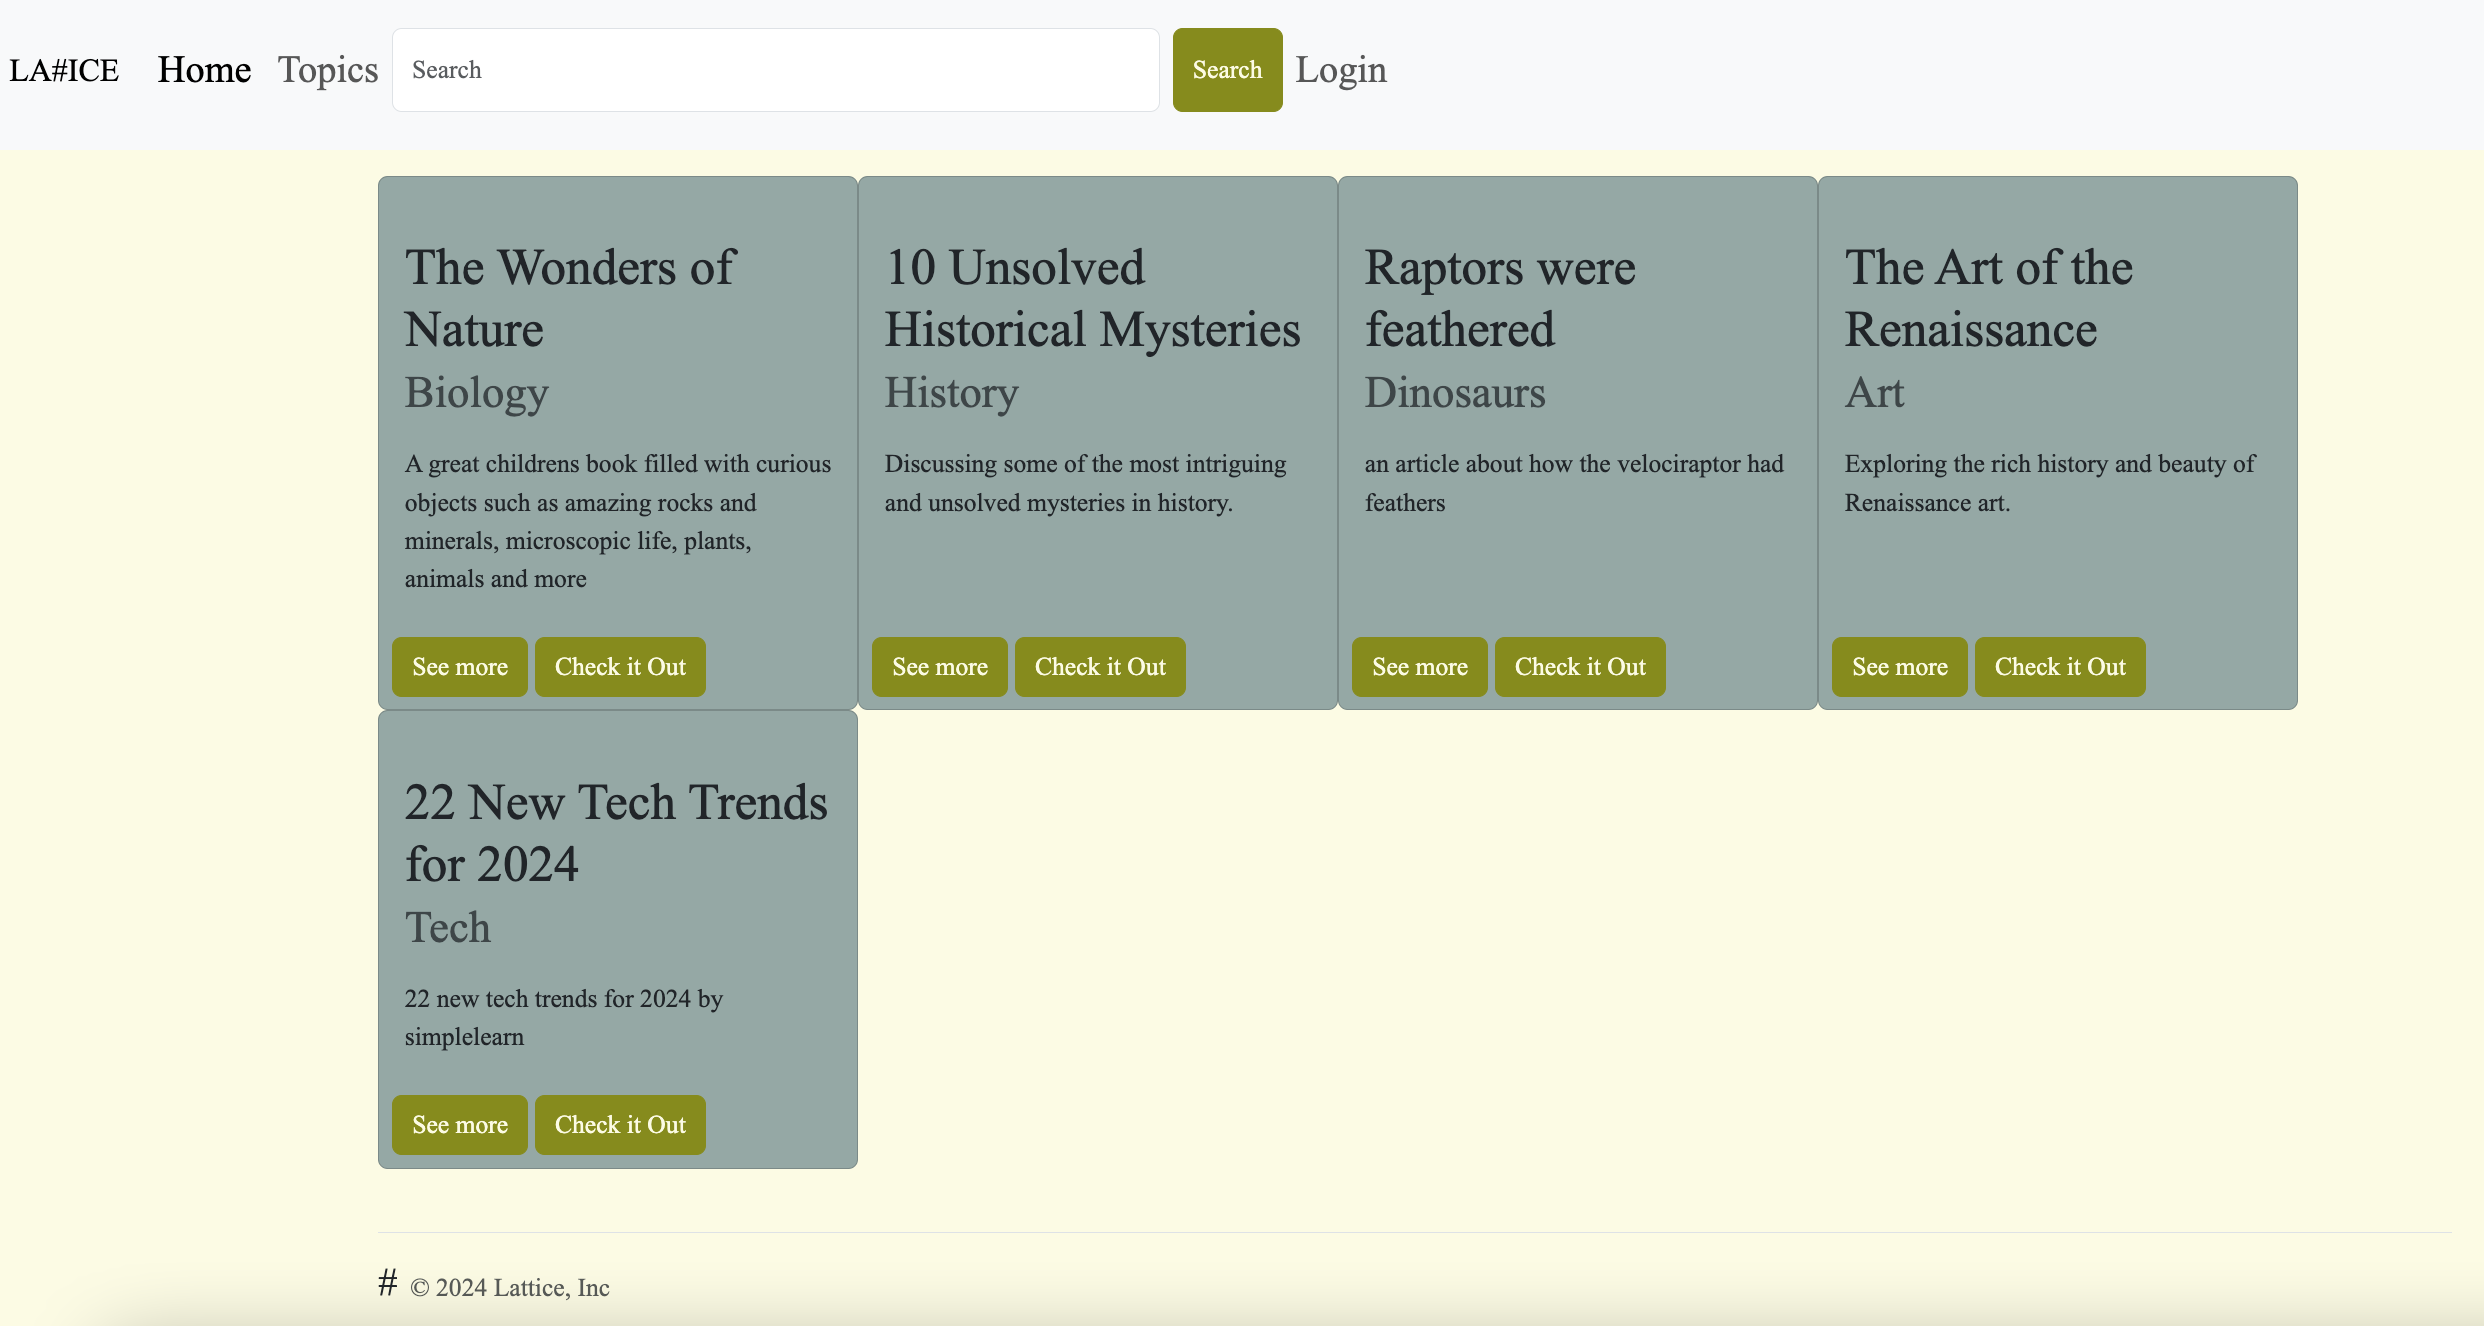 LA#ICE Home Topics Search Search Login
The Wonders of
Nature
Biology
A great childrens book filled with curious
objects such as amazing rocks and
minerals, microscopic life, plants,
animals and more
See more Check it Out
10 Unsolved
Historical Mysteries
History
Discussing some of the most intriguing
and unsolved mysteries in history.
See more Check it Out
Raptors were
feathered
Dinosaurs
an article about how the velociraptor had
feathers
See more Check it Out
The Art of the
Renaissance
Art
Exploring the rich history and beauty of
Renaissance art.
See more Check it Out
22 New Tech Trends
for 2024
Tech
22 new tech trends for 2024 by
simplelearn
See more Check it Out
# © 2024 Lattice, Inc